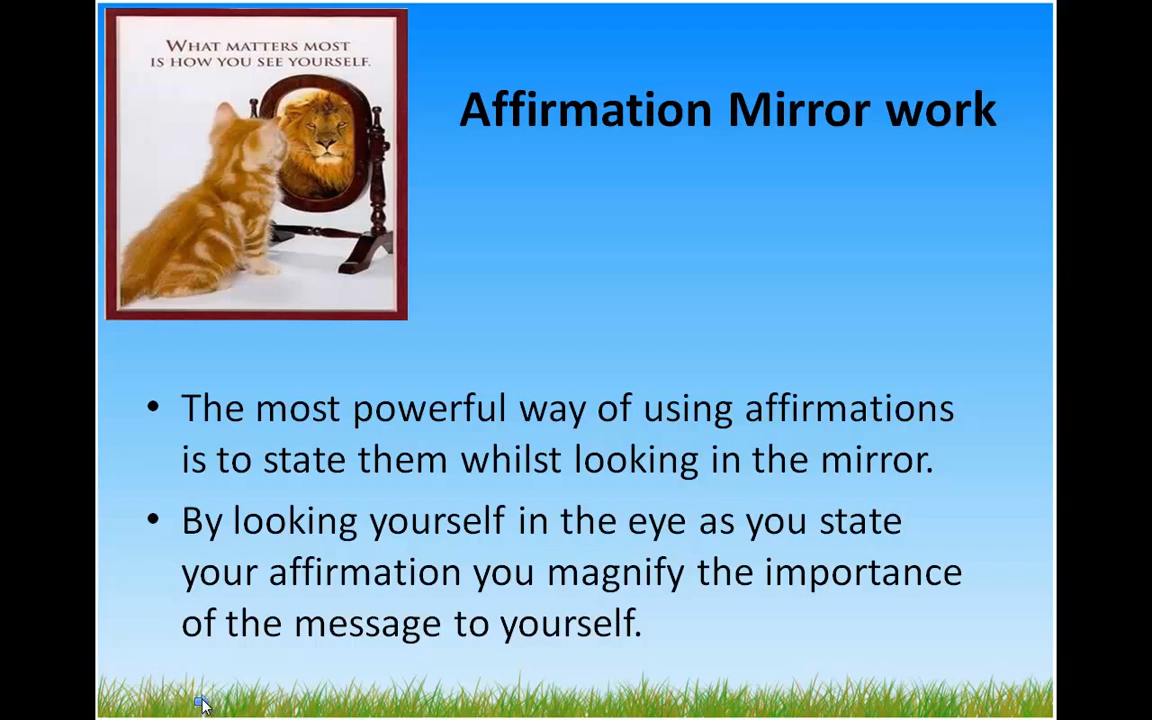 WHAT MATTERS MOST
IS HOW YOU SEE YOURSELF.
Affirmation Mirror work
• The most powerful way of using affirmations
is to state them whilst looking in the mirror.
• By looking yourself in the eye as you state
your affirmation you magnify the importance
of the message to yourself.